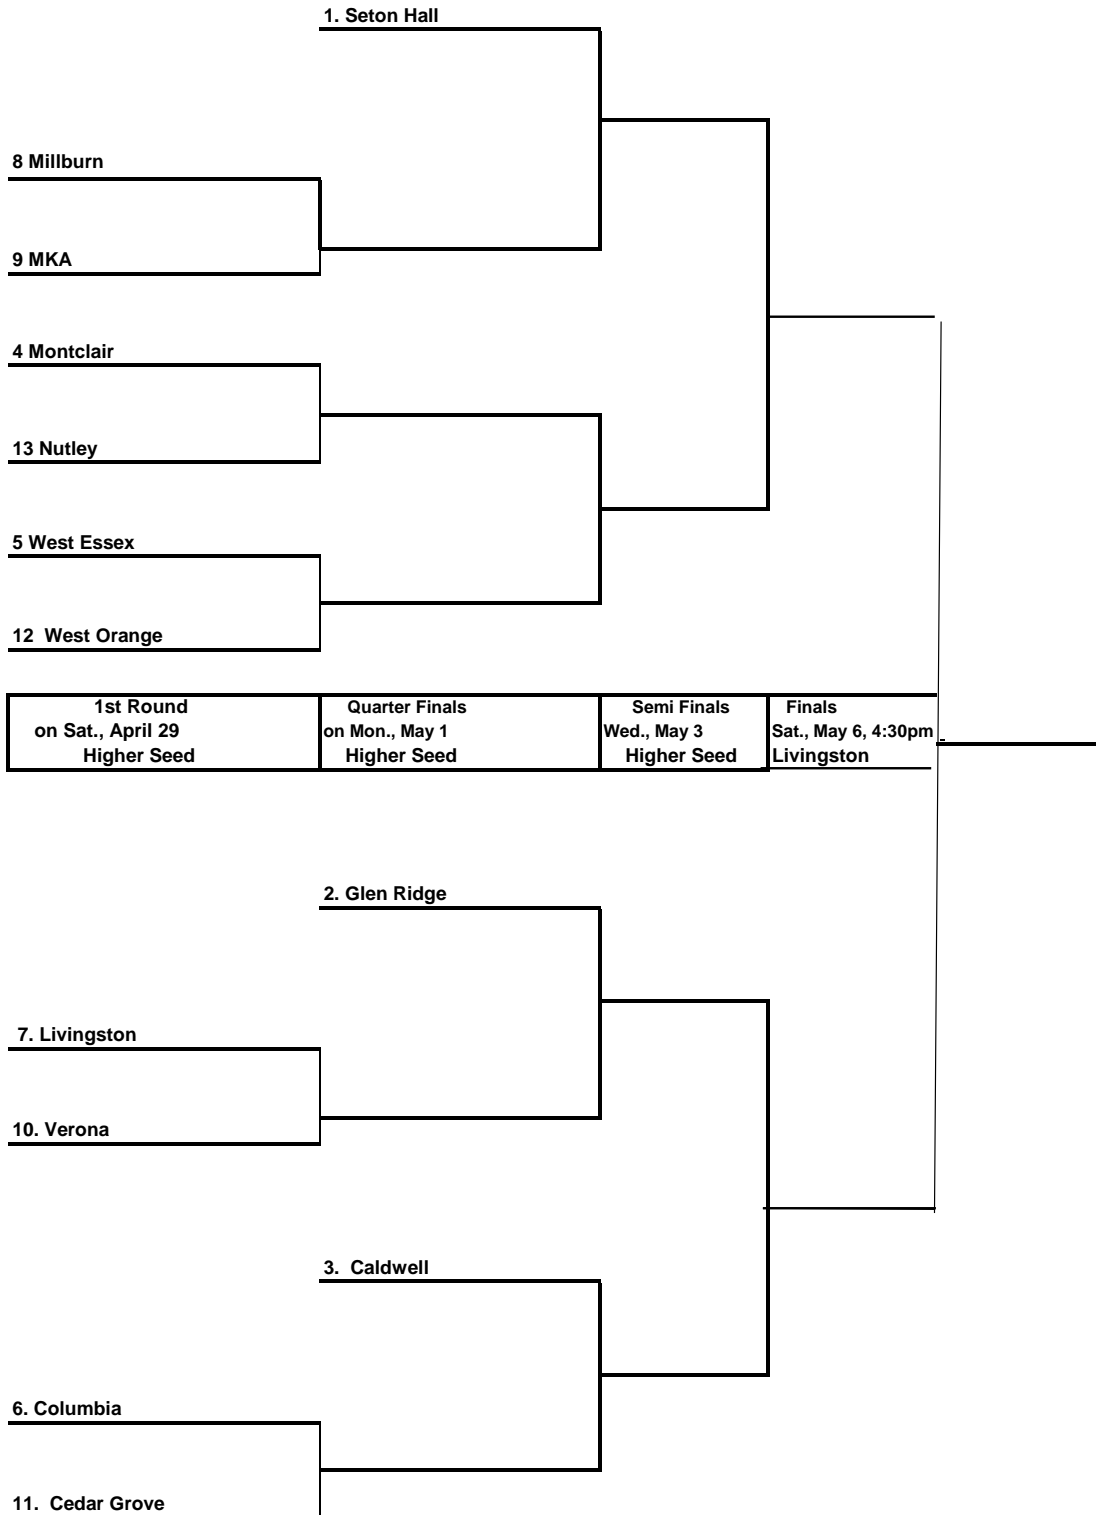 1. Seton Hall
8 Millburn
9 MKA
4 Montclair
13 Nutley
5 West Essex
12  West Orange
1st Round
on Sat., April 29
Higher Seed
Quarter Finals
on Mon., May 1
Higher Seed
Semi Finals
Wed., May 3
Higher Seed
Finals
Sat., May 6, 4:30pm
Livingston
2. Glen Ridge
7. Livingston
10. Verona
3.  Caldwell
6. Columbia
11.  Cedar Grove